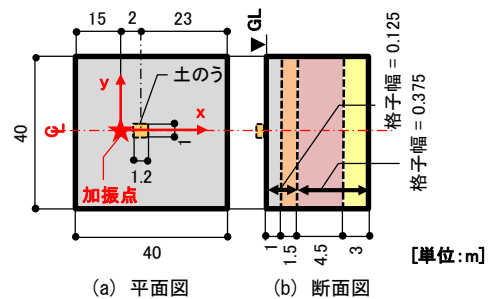 15 2 23
GL
土のう
y
x
GL
40
加振点
1
1.2
40
格子幅 = 0.125
格子幅 = 0.375
1 1.5 4.5 3
[単位:m]
(a) 平面図 (b) 断面図